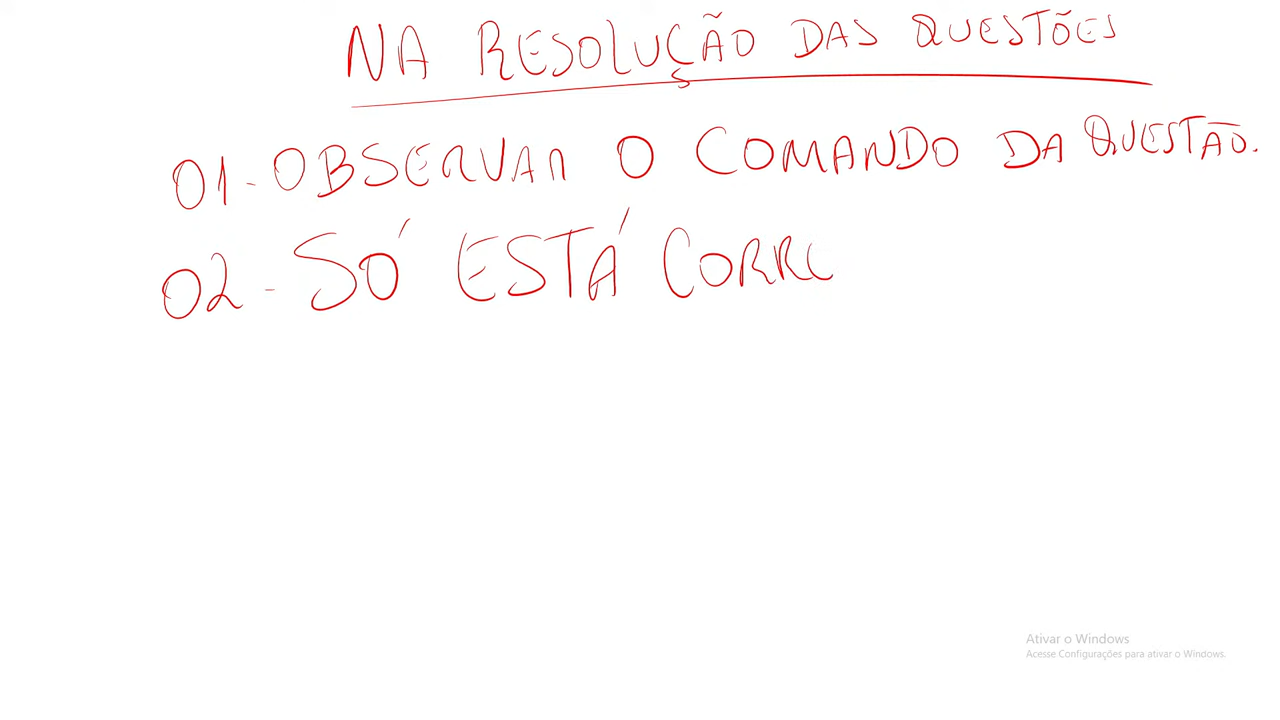 NA RESOLUÇÃO DAS QUESTÕES
01-OBSERVAR O COMANDO DA QUESTÃO.
02-SÓ ESTÁ CORRC
Ativar o Windows
Acesse Configurações para ativar o Windows.